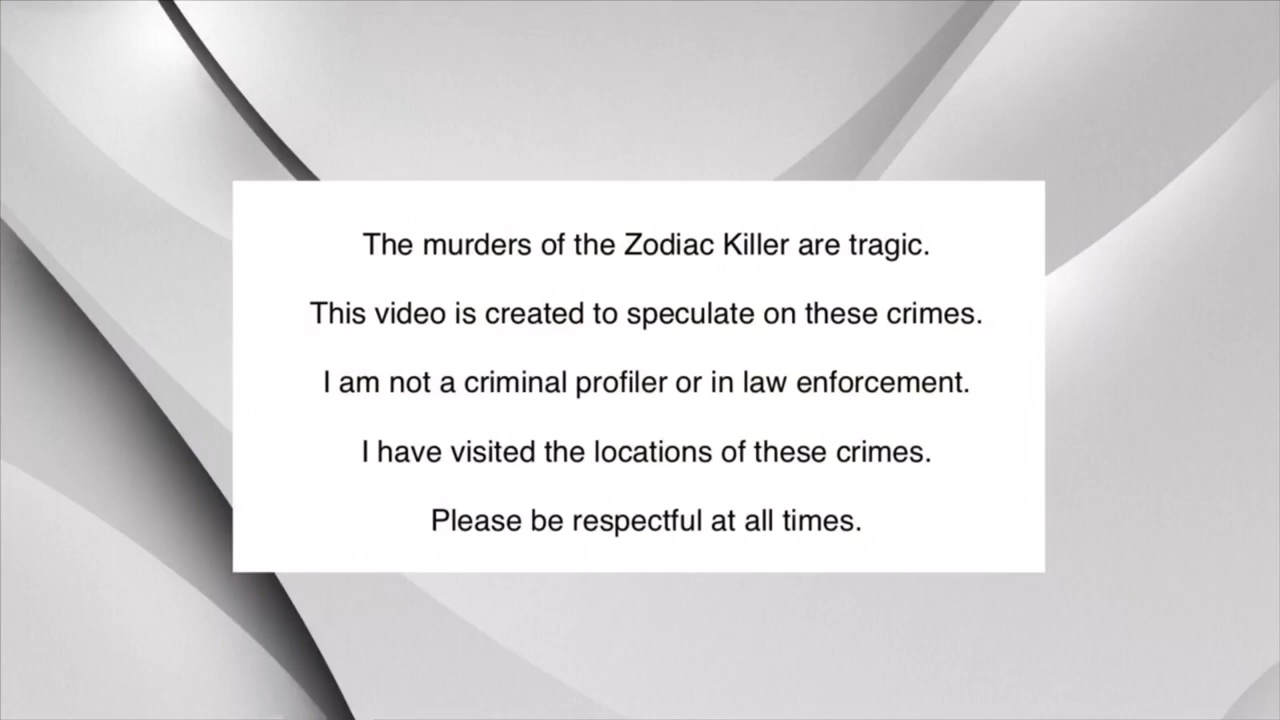 The murders of the Zodiac Killer are tragic.
This video is created to speculate on these crimes.
I am not a criminal profiler or in law enforcement.
I have visited the locations of these crimes.
Please be respectful at all times.